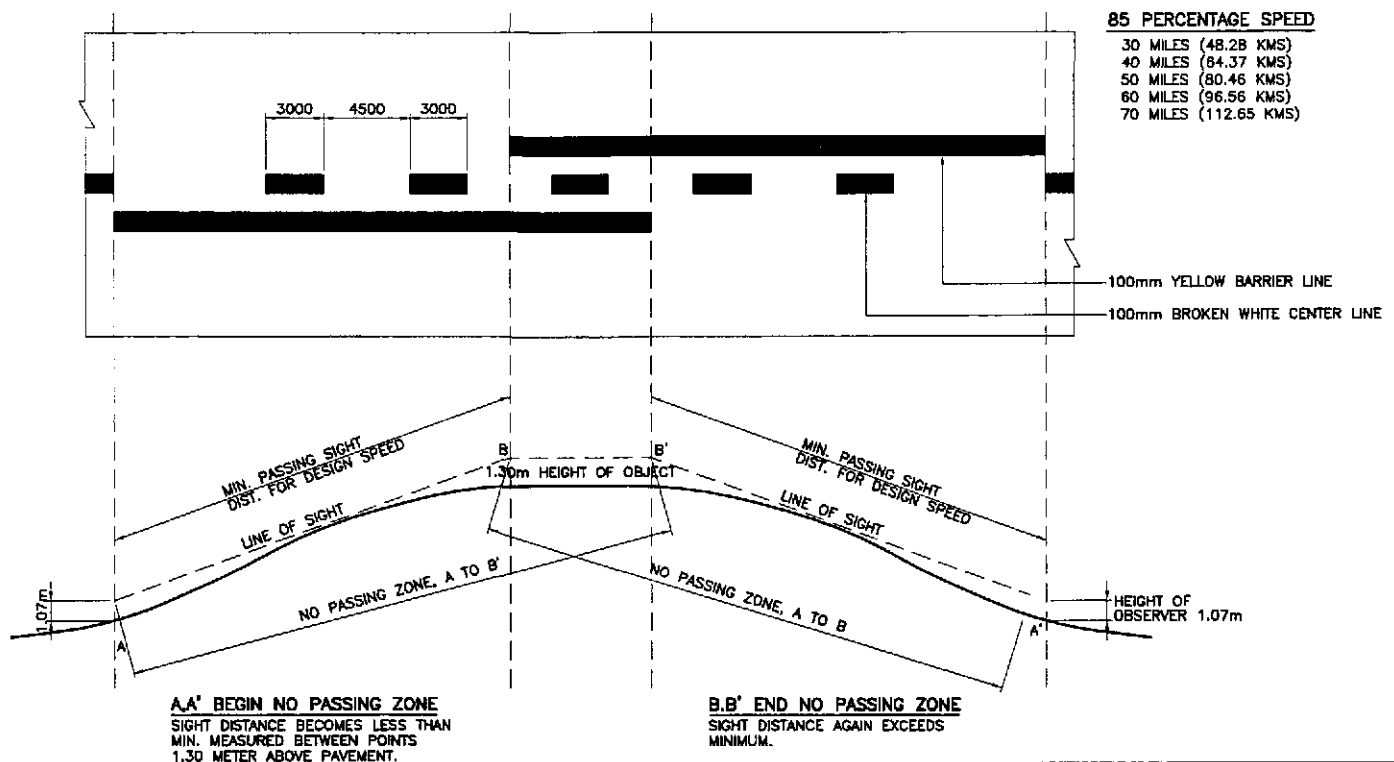 85 PERCENTAGE SPEED
30 MILES (48.28 KMS)
40 MILES (64.37 KMS)
50 MILES (80.46 KMS)
60 MILES (96.56 KMS)
70 MILES (112.65 KMS)
3000 4500 3000
100mm YELLOW BARRIER LINE
100mm BROKEN WHITE CENTER LINE
MIN. PASSING SIGHT
DIST. FOR DESIGN SPEED
LINE OF SIGHT
B B'
1.30m HEIGHT OF OBJECT
MIN. PASSING SIGHT
DIST. FOR DESIGN SPEED
LINE OF SIGHT
NO PASSING ZONE, A TO B'
NO PASSING ZONE, A TO B
1.07m
A
A'
HEIGHT OF
OBSERVER 1.07m
A.A' BEGIN NO PASSING ZONE
SIGHT DISTANCE BECOMES LESS THAN
MIN. MEASURED BETWEEN POINTS
1.30 METER ABOVE PAVEMENT.
B.B' END NO PASSING ZONE
SIGHT DISTANCE AGAIN EXCEEDS
MINIMUM.